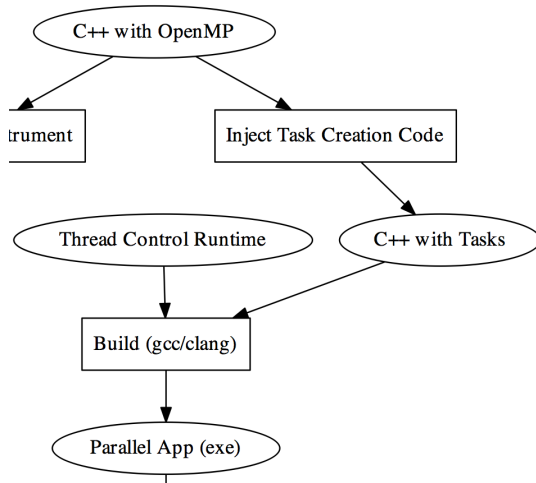 C++ with OpenMP
trument
Inject Task Creation Code
Thread Control Runtime
C++ with Tasks
Build (gcc/clang)
Parallel App (exe)